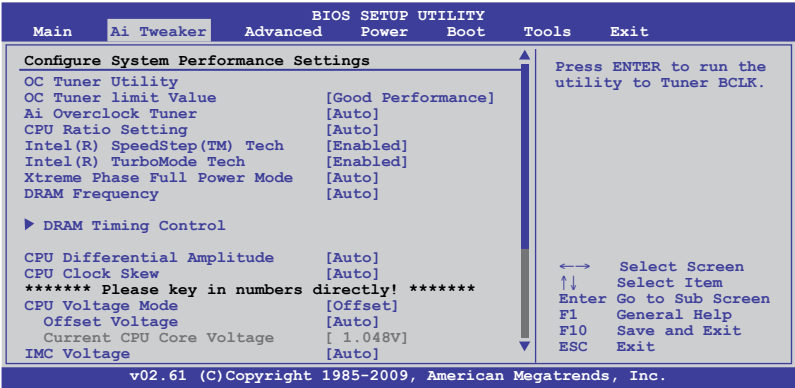 BIOS SETUP UTILITY
Main Ai Tweaker Advanced Power Boot Tools Exit
Configure System Performance Settings
OC Tuner Utility
OC Tuner limit Value [Good Performance]
Ai Overclock Tuner [Auto]
CPU Ratio Setting [Auto]
Intel(R) SpeedStep(TM) Tech [Enabled]
Intel(R) TurboMode Tech [Enabled]
Xtreme Phase Full Power Mode [Auto]
DRAM Frequency [Auto]
DRAM Timing Control
CPU Differential Amplitude [Auto]
CPU Clock Skew [Auto]
******* Please key in numbers directly! *******
CPU Voltage Mode [Offset]
Offset Voltage [Auto]
Current CPU Core Voltage [ 1.048V]
IMC Voltage [Auto]
Press ENTER to run the
utility to Tuner BCLK.
←→ Select Screen
↑↓ Select Item
Enter Go to Sub Screen
F1 General Help
F10 Save and Exit
ESC Exit
v02.61 (C)Copyright 1985-2009, American Megatrends, Inc.